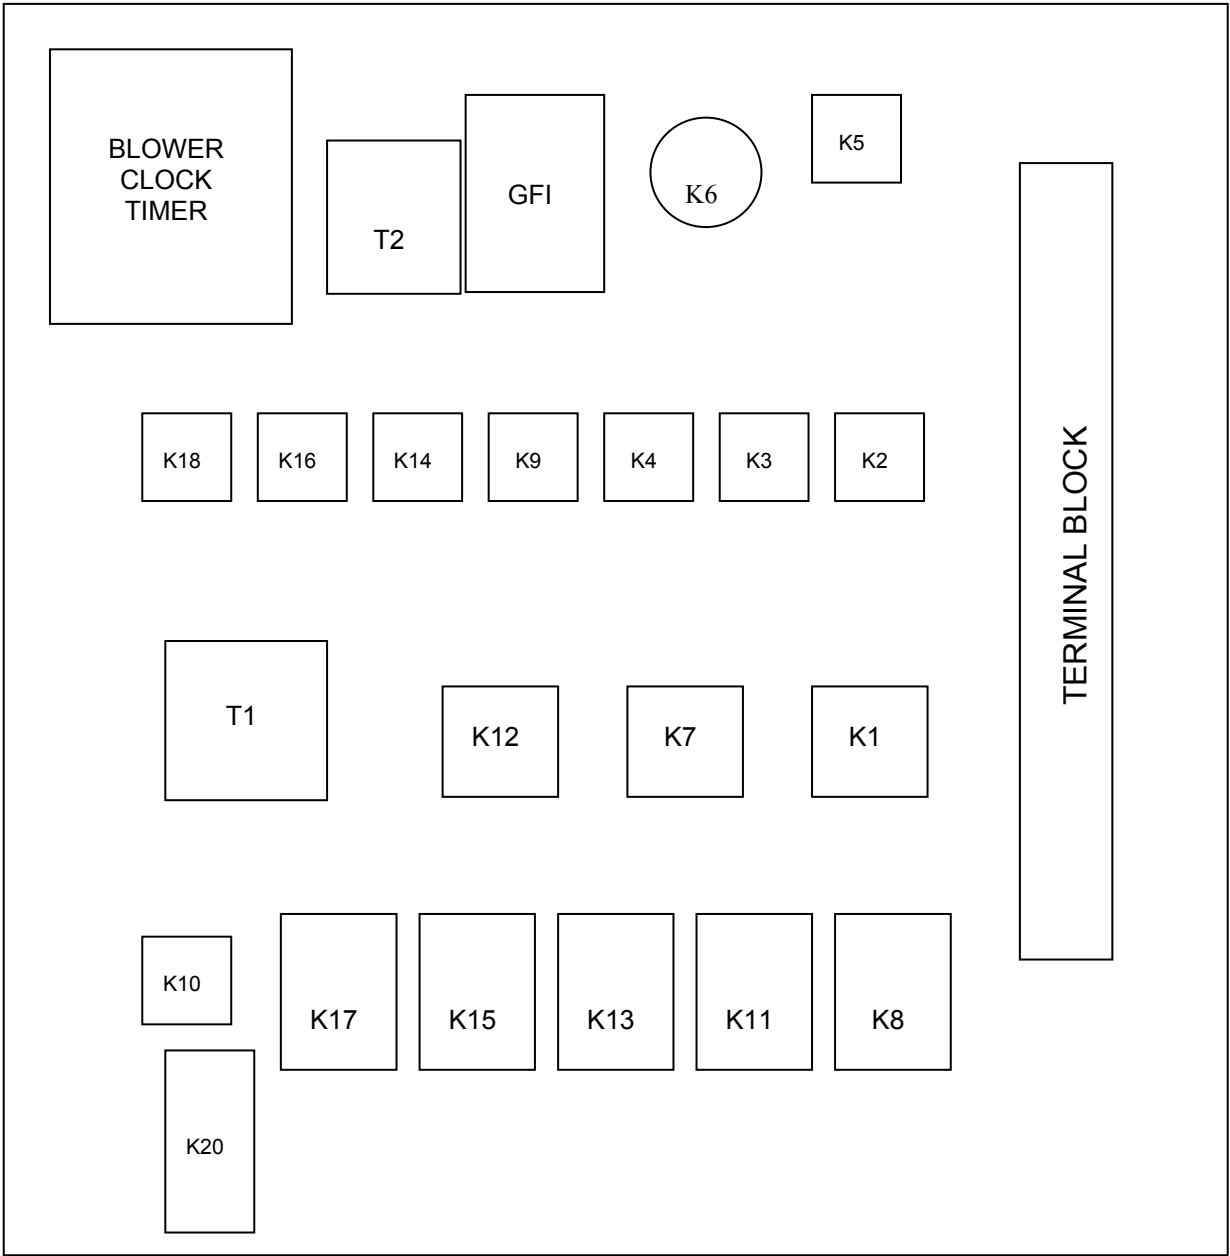 BLOWER
CLOCK
TIMER
T2
GFI
K6
K5
K18
K16
K14
K9
K4
K3
K2
TERMINAL BLOCK
T1
K12
K7
K1
K10
K17
K15
K13
K11
K8
K20